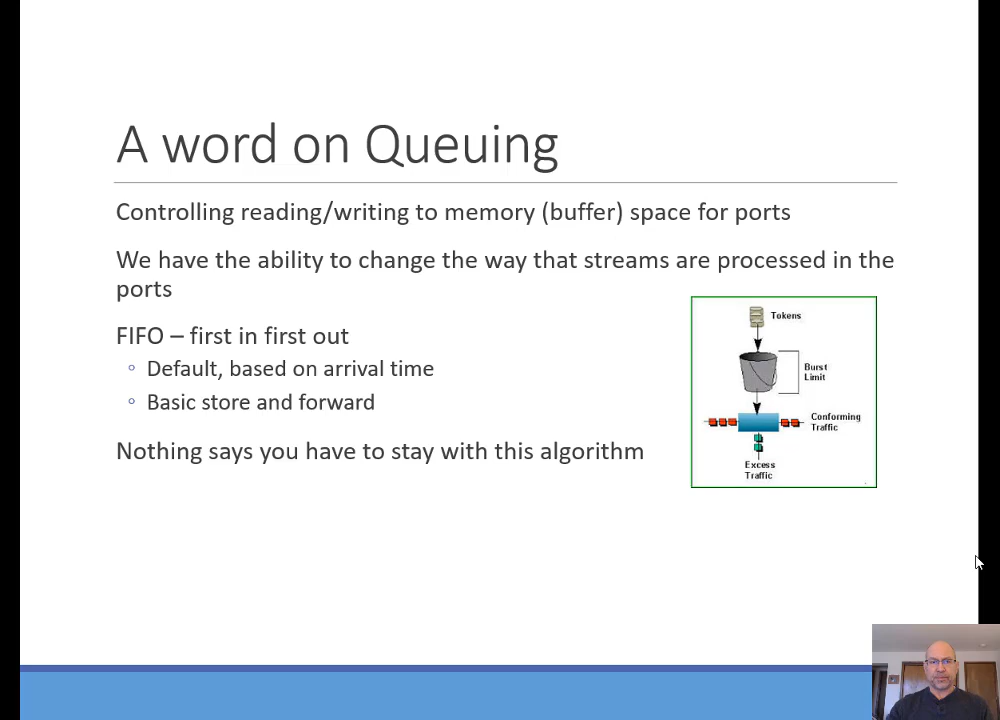 A word on Queuing
Controlling reading/writing to memory (buffer) space for ports
We have the ability to change the way that streams are processed in the
ports
FIFO – first in first out
Default, based on arrival time
Basic store and forward
Nothing says you have to stay with this algorithm
Tokens
Burst
Limit
Conforming
Traffic
Excess
Traffic